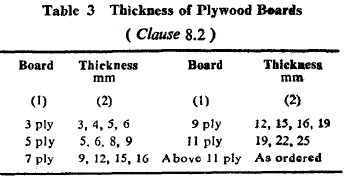 Table 3 Thickness of Plywood Boards
( Clause 8.2 )
Board Thickness Board Thickness
mm mm
(1) (2) (1) (2)
3 ply 3, 4, 5, 6 9 ply 12, 15, 16, 19
5 ply 5, 6, 8, 9 11 ply 19, 22, 25
7 ply 9, 12, 15, 16 Above 11 ply As ordered